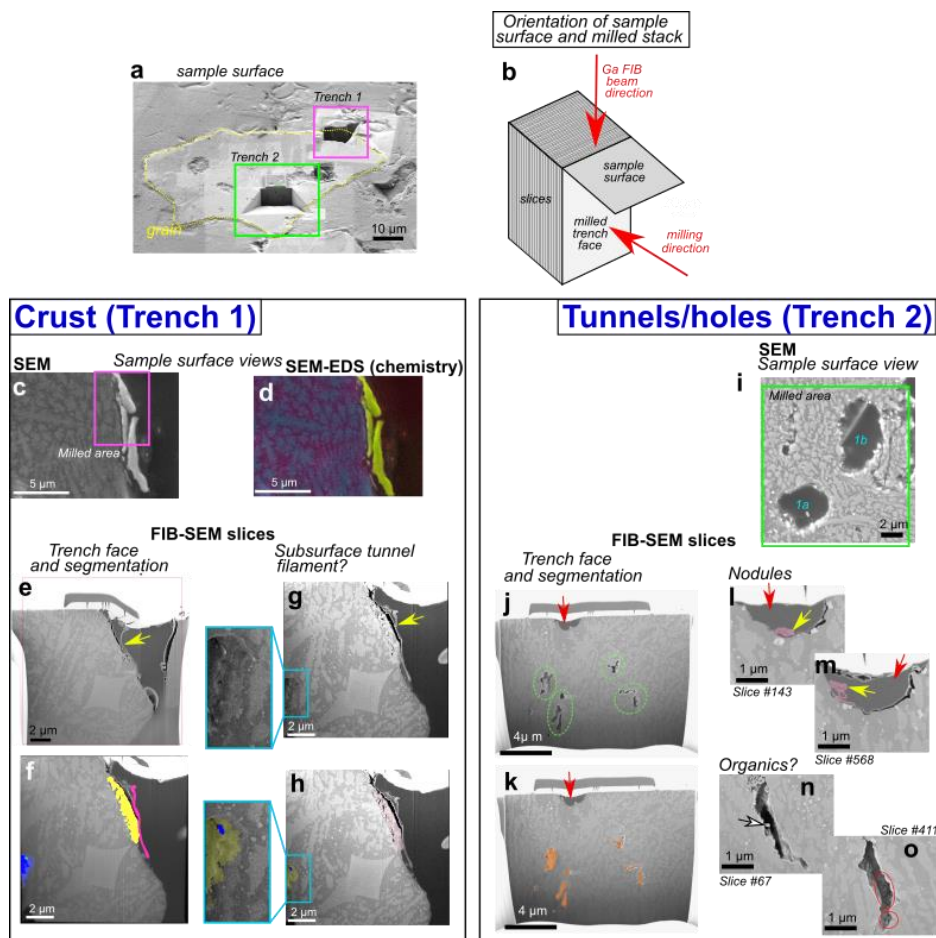 Orientation of sample
surface and milled stack
a
sample surface
Trench 1
Trench 2
grain
10 µm
b
Ga FIB
beam
direction
sample
surface
slices
milled
trench
face
milling
direction
Crust (Trench 1)
SEM
Sample surface views
SEM-EDS (chemistry)
c
Milled area
5 µm
d
5 µm
FIB-SEM slices
Trench face
and segmentation
Subsurface tunnel
filament?
e
2 µm
g
2 µm
f
2 µm
h
2 µm
Tunnels/holes (Trench 2)
SEM
Sample surface view
i
Milled area
1b
1a
2 µm
FIB-SEM slices
Trench face
and segmentation
Nodules
j
4µ m
l
1 µm
Slice #143
m
1 µm
Slice #568
k
4 µm
Organics?
n
1 µm
Slice #67
Slice #411
o
1 µm